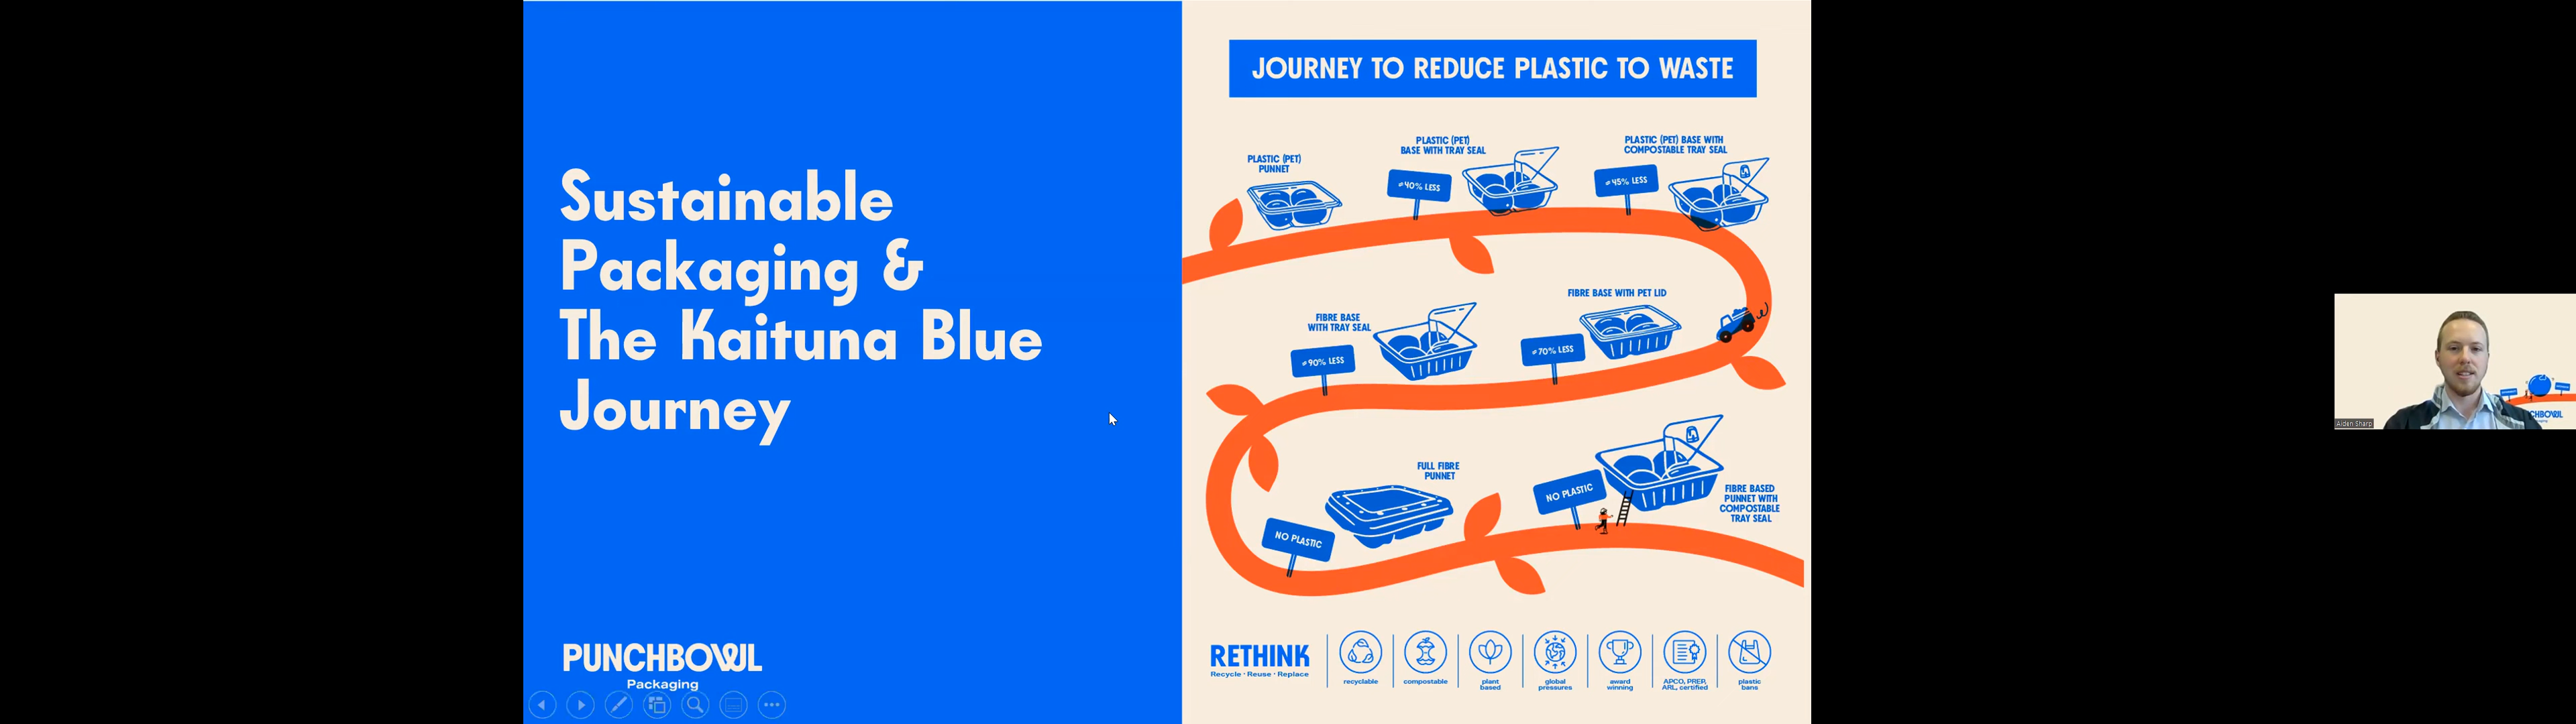 Sustainable
Packaging &
The Kaituna Blue
Journey
PUNCHBOWL
Packaging
JOURNEY TO REDUCE PLASTIC TO WASTE
PLASTIC (PET)
PUNNET
PLASTIC (PET)
BASE WITH TRAY SEAL
≠40% LESS
PLASTIC (PET) BASE WITH
COMPOSTABLE TRAY SEAL
≠45% LESS
FIBRE BASE WITH PET LID
≠70% LESS
FIBRE BASE
WITH TRAY SEAL
≠90% LESS
FULL FIBRE
PUNNET
NO PLASTIC
NO PLASTIC
FIBRE BASED
PUNNET WITH
COMPOSTABLE
TRAY SEAL
RETHINK
Recycle · Reuse · Replace
recyclable
compostable
plant
based
global
pressures
award
winning
APCO, PREP,
ARL, certified
plastic
bans
Aiden Sharp
CHBOWL